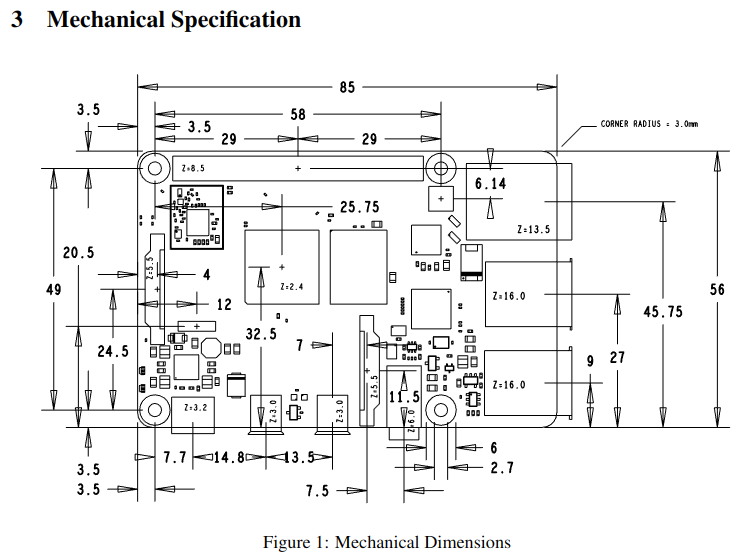 3 Mechanical Specification
85
3.5
58
3.5
CORNER RADIUS = 3.0mm
29
29
Z=8.5
6.14
25.75
Z=13.5
20.5
Z=5.5
4
Z=2.4
Z=16.0
49
12
56
45.75
32.5
7
24.5
9
27
Z=5.5
Z=16.0
11.5
Z=3.2
Z=3.0
Z=3.0
Z=6.0
6
7.7
14.8
13.5
2.7
3.5
3.5
7.5
Figure 1: Mechanical Dimensions